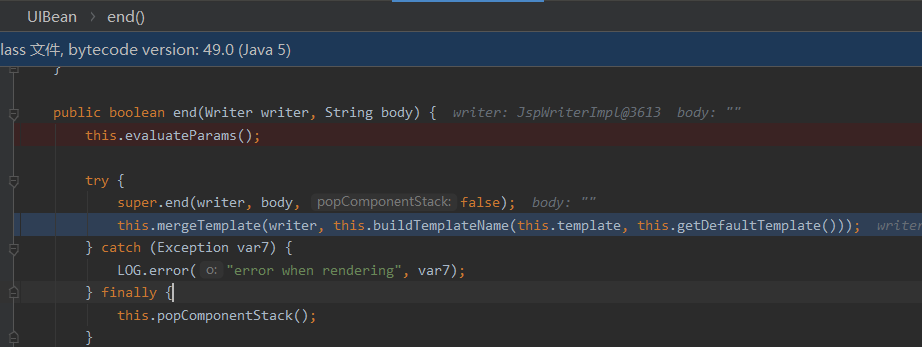 UIBean > end()
lass 文件, bytecode version: 49.0 (Java 5)
}
public boolean end(Writer writer, String body) { writer: JspWriterImpl@3613 body: ""
this.evaluateParams();
try {
super.end(writer, body, popComponentStack: false); body: ""
this.mergeTemplate(writer, this.buildTemplateName(this.template, this.getDefaultTemplate())); writer
} catch (Exception var7) {
LOG.error( o: "error when rendering", var7);
} finally {
this.popComponentStack();
}